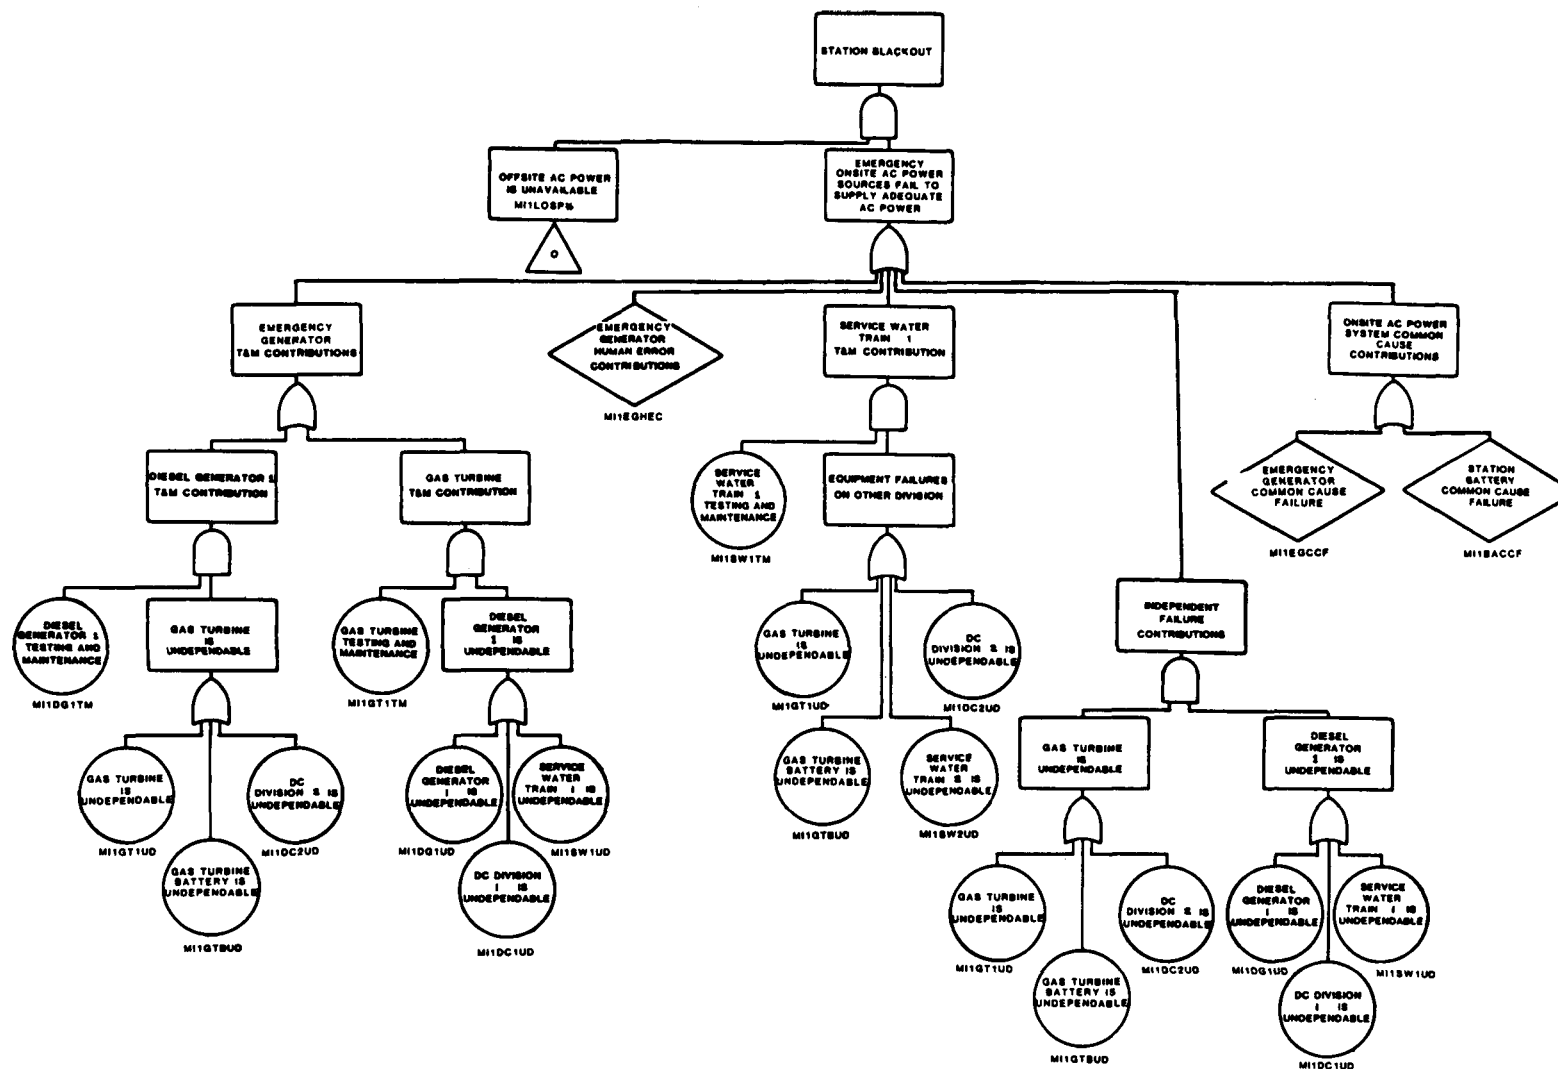 STATION BLACKOUT
OFFSITE AC POWER
IS UNAVAILABLE
MI1LOSP%
EMERGENCY
ONSITE AC POWER
SOURCES FAIL TO
SUPPLY ADEQUATE
AC POWER
EMERGENCY
GENERATOR
T&M CONTRIBUTIONS
EMERGENCY
GENERATOR
HUMAN ERROR
CONTRIBUTIONS
MI1EGHEC
SERVICE WATER
TRAIN 1
T&M CONTRIBUTION
ONSITE AC POWER
SYSTEM COMMON
CAUSE
CONTRIBUTIONS
DIESEL GENERATOR 1
T&M CONTRIBUTION
GAS TURBINE
T&M CONTRIBUTION
SERVICE
WATER
TRAIN 1
TESTING AND
MAINTENANCE
MI1SW1TM
EQUIPMENT FAILURES
ON OTHER DIVISION
EMERGENCY
GENERATOR
COMMON CAUSE
FAILURE
MI1EGCCF
STATION
BATTERY
COMMON CAUSE
FAILURE
MI1BACCF
DIESEL
GENERATOR 1
TESTING AND
MAINTENANCE
MI1DG1TM
GAS TURBINE
IS
UNDEPENDABLE
GAS TURBINE
TESTING AND
MAINTENANCE
MI1GT1TM
DIESEL
GENERATOR
1 IS
UNDEPENDABLE
GAS TURBINE
IS
UNDEPENDABLE
MI1GT1UD
DC
DIVISION 2 IS
UNDEPENDABLE
MI1DC2UD
INDEPENDENT
FAILURE
CONTRIBUTIONS
GAS TURBINE
IS
UNDEPENDABLE
MI1GT1UD
GAS TURBINE
BATTERY IS
UNDEPENDABLE
MI1GTBUD
DC
DIVISION 2 IS
UNDEPENDABLE
MI1DC2UD
DIESEL
GENERATOR
1 IS
UNDEPENDABLE
MI1DG1UD
DC DIVISION
1 IS
UNDEPENDABLE
MI1DC1UD
SERVICE
WATER
TRAIN 1 IS
UNDEPENDABLE
MI1SW1UD
GAS TURBINE
BATTERY IS
UNDEPENDABLE
MI1GTBUD
SERVICE
WATER
TRAIN 2 IS
UNDEPENDABLE
MI1SW2UD
GAS TURBINE
IS
UNDEPENDABLE
DIESEL
GENERATOR
1 IS
UNDEPENDABLE
GAS TURBINE
IS
UNDEPENDABLE
MI1GT1UD
GAS TURBINE
BATTERY IS
UNDEPENDABLE
MI1GTBUD
DC
DIVISION 2 IS
UNDEPENDABLE
MI1DC2UD
DIESEL
GENERATOR
1 IS
UNDEPENDABLE
MI1DG1UD
DC DIVISION
1 IS
UNDEPENDABLE
MI1DC1UD
SERVICE
WATER
TRAIN 1 IS
UNDEPENDABLE
MI1SW1UD